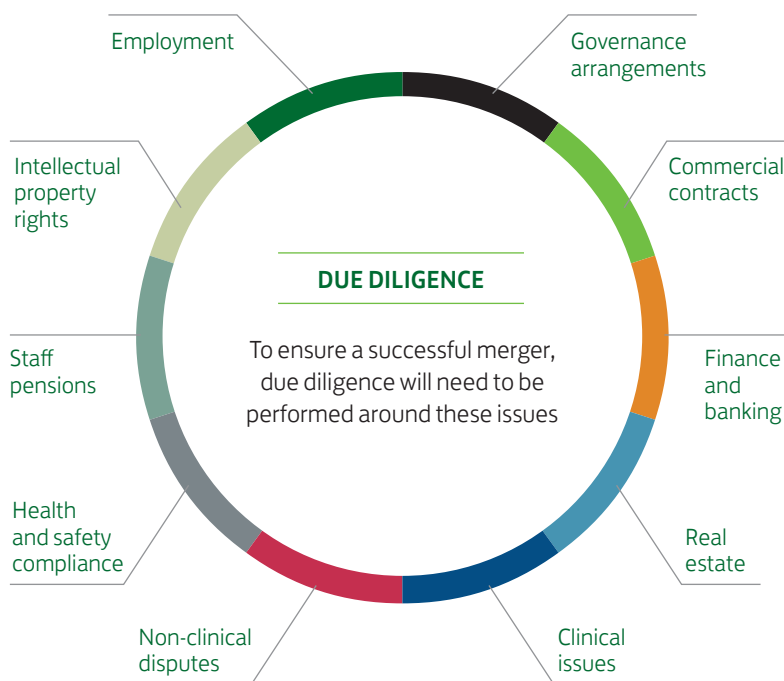 Employment
Governance
arrangements
Intellectual
property
rights
Commercial
contracts
DUE DILIGENCE
To ensure a successful merger,
due diligence will need to be
performed around these issues
Staff
pensions
Finance
and
banking
Health
and safety
compliance
Real
estate
Non-clinical
disputes
Clinical
issues